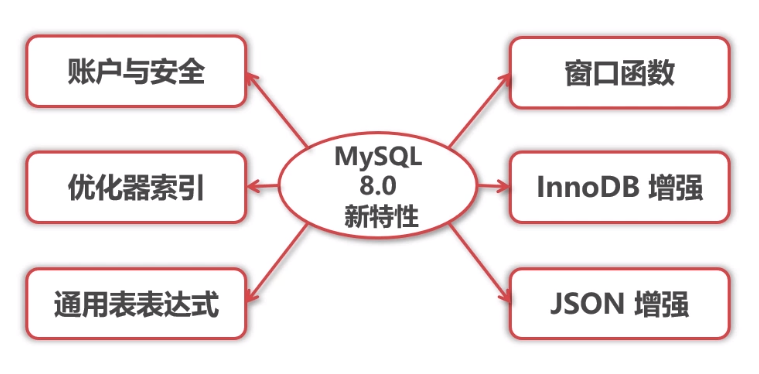 账户与安全
窗口函数
MySQL
8.0
新特性
优化器索引
InnoDB 增强
通用表表达式
JSON 增强